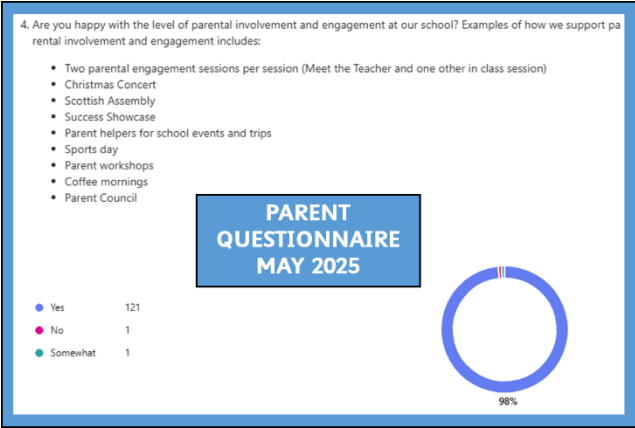 4. Are you happy with the level of parental involvement and engagement at our school? Examples of how we support pa
rental involvement and engagement includes:
• Two parental engagement sessions per session (Meet the Teacher and one other in class session)
• Christmas Concert
• Scottish Assembly
• Success Showcase
• Parent helpers for school events and trips
• Sports day
• Parent workshops
• Coffee mornings
• Parent Council
PARENT
QUESTIONNAIRE
MAY 2025
Yes 121
No 1
Somewhat 1
98%